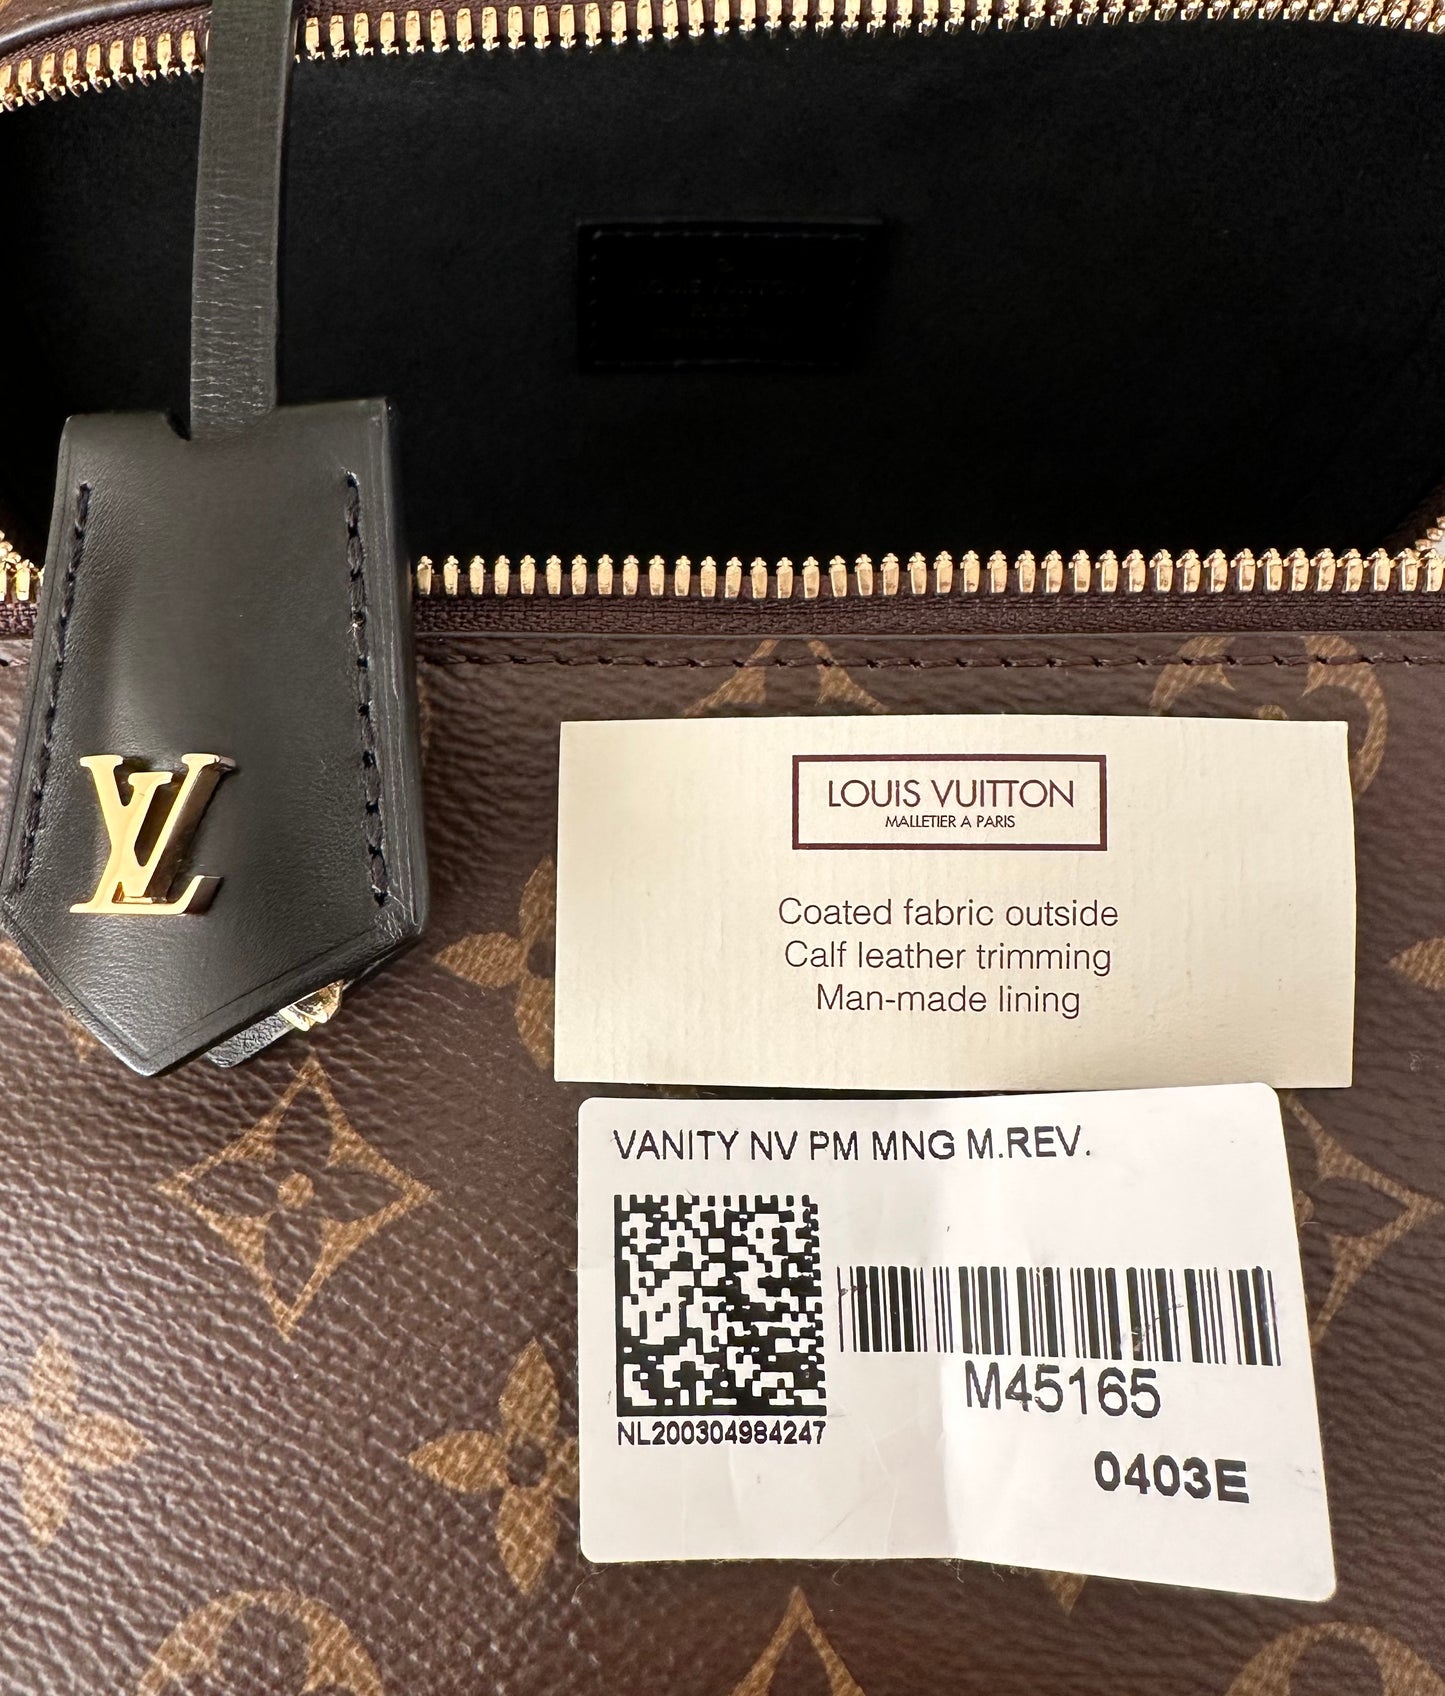 LV
LOUIS VUITTON
MALLETIER A PARIS
Coated fabric outside
Calf leather trimming
Man-made lining
VANITY NV PM MNG M.REV.
M45165
NL200304984247
0403E